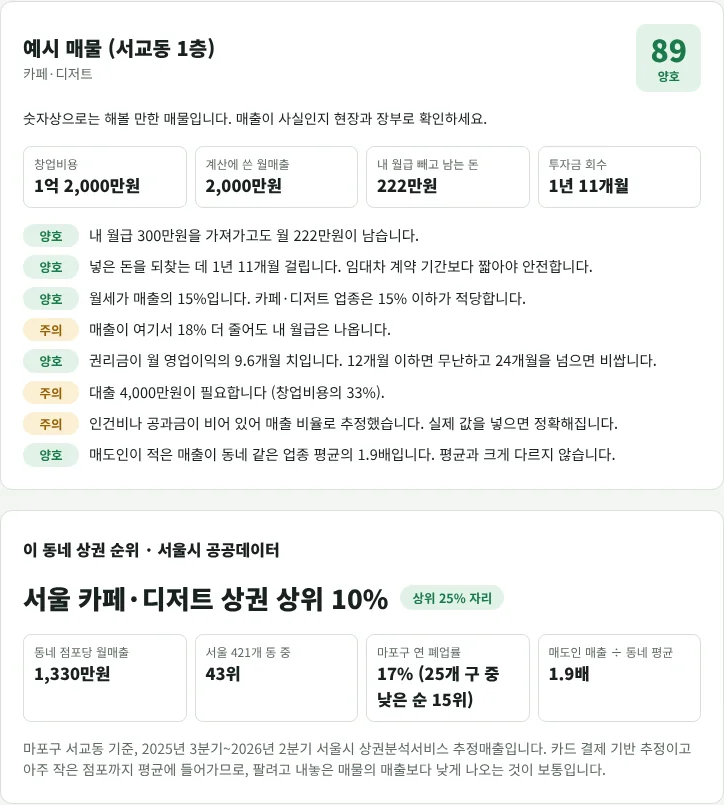 예시 매물 (서교동 1층)
카페·디저트
89
양호
숫자상으로는 해볼 만한 매물입니다. 매출이 사실인지 현장과 장부로 확인하세요.
창업비용
1억 2,000만원
계산에 쓴 월매출
2,000만원
내 월급 빼고 남는 돈
222만원
투자금 회수
1년 11개월
양호 내 월급 300만원을 가져가고도 월 222만원이 남습니다.
양호 넣은 돈을 되찾는 데 1년 11개월 걸립니다. 임대차 계약 기간보다 짧아야 안전합니다.
양호 월세가 매출의 15%입니다. 카페·디저트 업종은 15% 이하가 적당합니다.
주의 매출이 여기서 18% 더 줄어도 내 월급은 나옵니다.
양호 권리금이 월 영업이익의 9.6개월 치입니다. 12개월 이하면 무난하고 24개월을 넘으면 비쌉니다.
주의 대출 4,000만원이 필요합니다 (창업비용의 33%).
주의 인건비나 공과금이 비어 있어 매출 비율로 추정했습니다. 실제 값을 넣으면 정확해집니다.
양호 매도인이 적은 매출이 동네 같은 업종 평균의 1.9배입니다. 평균과 크게 다르지 않습니다.
이 동네 상권 순위 · 서울시 공공데이터
서울 카페·디저트 상권 상위 10% 상위 25% 자리
동네 점포당 월매출
1,330만원
서울 421개 동 중
43위
마포구 연 폐업률
17% (25개 구 중
낮은 순 15위)
매도인 매출 ÷ 동네 평균
1.9배
마포구 서교동 기준, 2025년 3분기~2026년 2분기 서울시 상권분석서비스 추정매출입니다. 카드 결제 기반 추정이고
아주 작은 점포까지 평균에 들어가므로, 팔려고 내놓은 매물의 매출보다 낮게 나오는 것이 보통입니다.